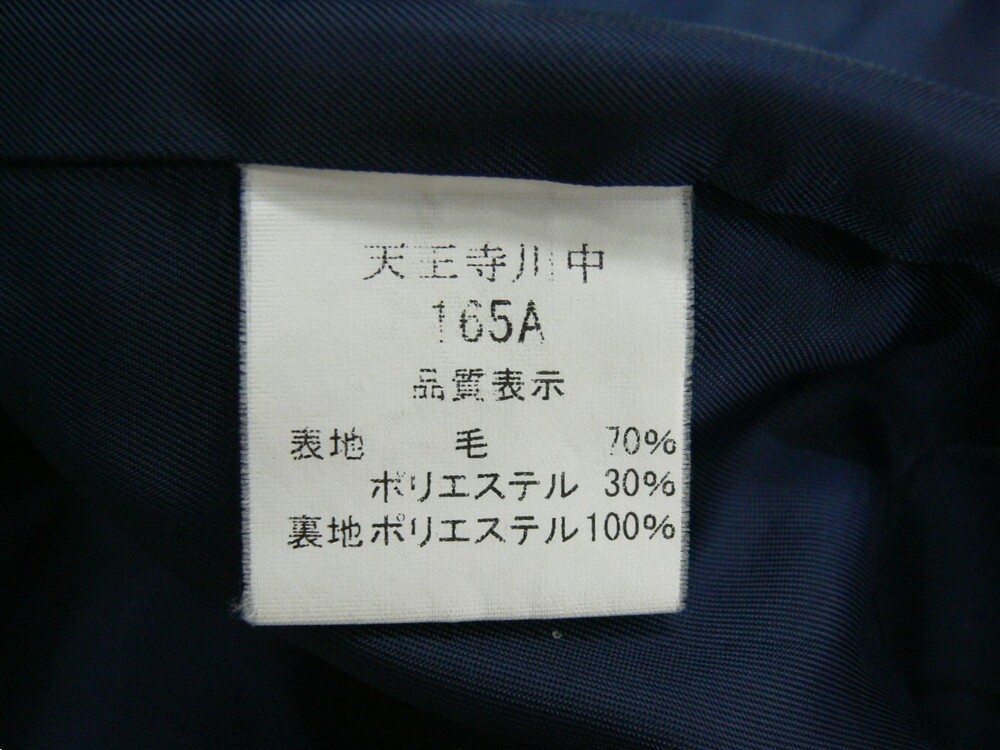 天王寺川中
165A
品質表示
表地 毛 70%
ポリエステル 30%
裏地ポリエステル100%